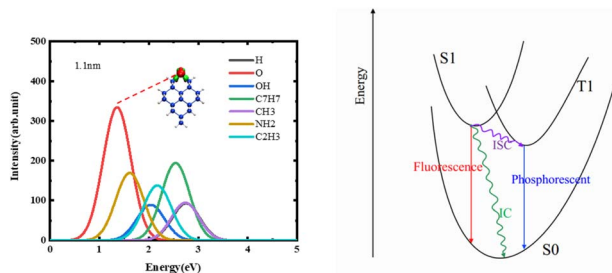 500
400
300
200
100
0
Intensity(arb.unit)
1.1nm
H
O
OH
C7H7
CH3
NH2
C2H3
0 1 2 3 4 5
Energy(eV)
Energy
S1
T1
ISC
Fluorescence
Phosphorescent
IC
S0